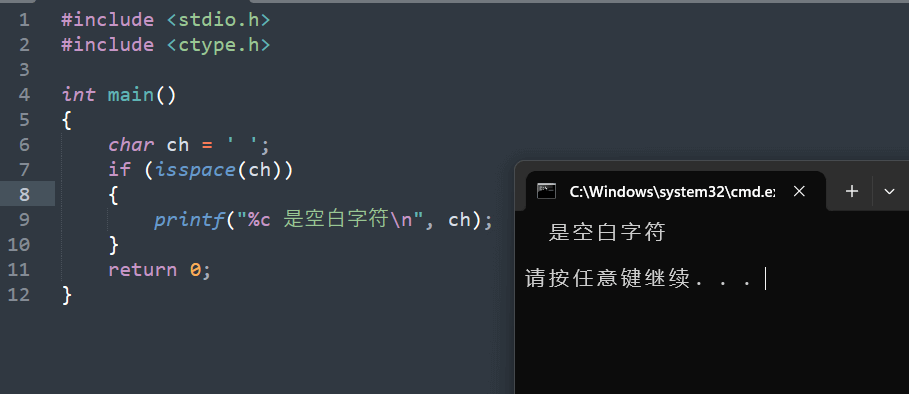 1 #include <stdio.h>
2 #include <ctype.h>
3
4 int main()
5 {
6     char ch = ' ';
7     if (isspace(ch))
8     {
9         printf("%c 是空白字符\n", ch);
10     }
11     return 0;
12 }
C:\Windows\system32\cmd.e
  是空白字符
请按任意键继续. . .